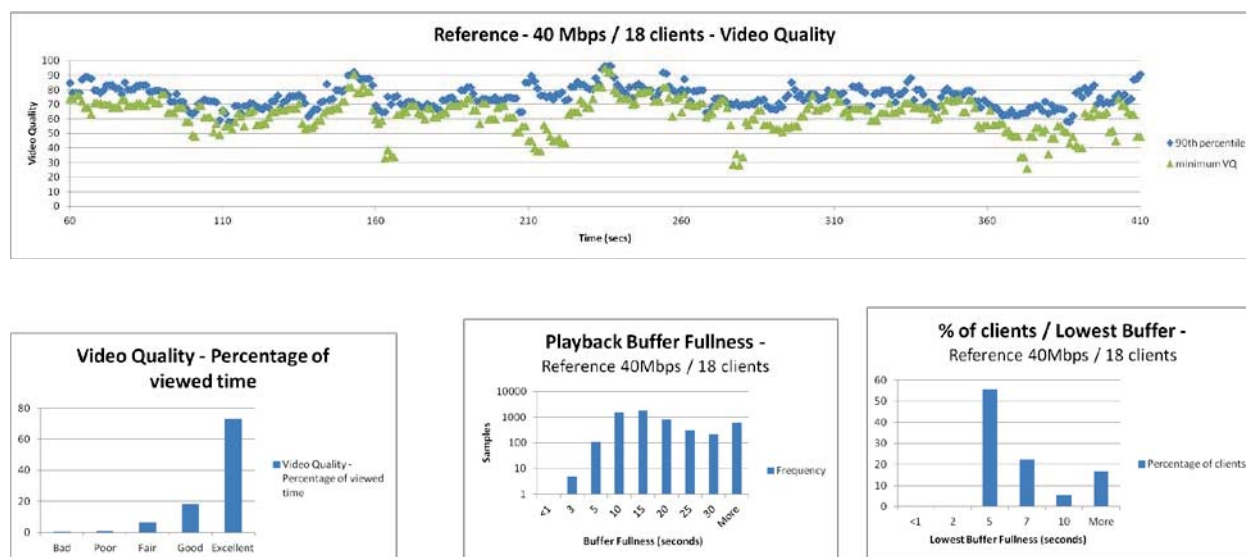 Reference - 40 Mbps / 18 clients - Video Quality
100
90
80
70
60
50
40
30
20
10
0
Video Quality
60 110 160 210 260 310 360 410
Time (secs)
90th percentile
minimum VQ
Video Quality - Percentage of
viewed time
80
60
40
20
0
Bad Poor Fair Good Excellent
Video Quality -
Percentage of viewed
time
Playback Buffer Fullness -
Reference 40Mbps / 18 clients
10000
1000
100
10
1
Samples
<1 3 5 10 15 20 25 30 More
Buffer Fullness (seconds)
Frequency
% of clients / Lowest Buffer -
Reference 40Mbps / 18 clients
60
50
40
30
20
10
0
<1 2 5 7 10 More
Lowest Buffer Fullness (seconds)
Percentage of clients